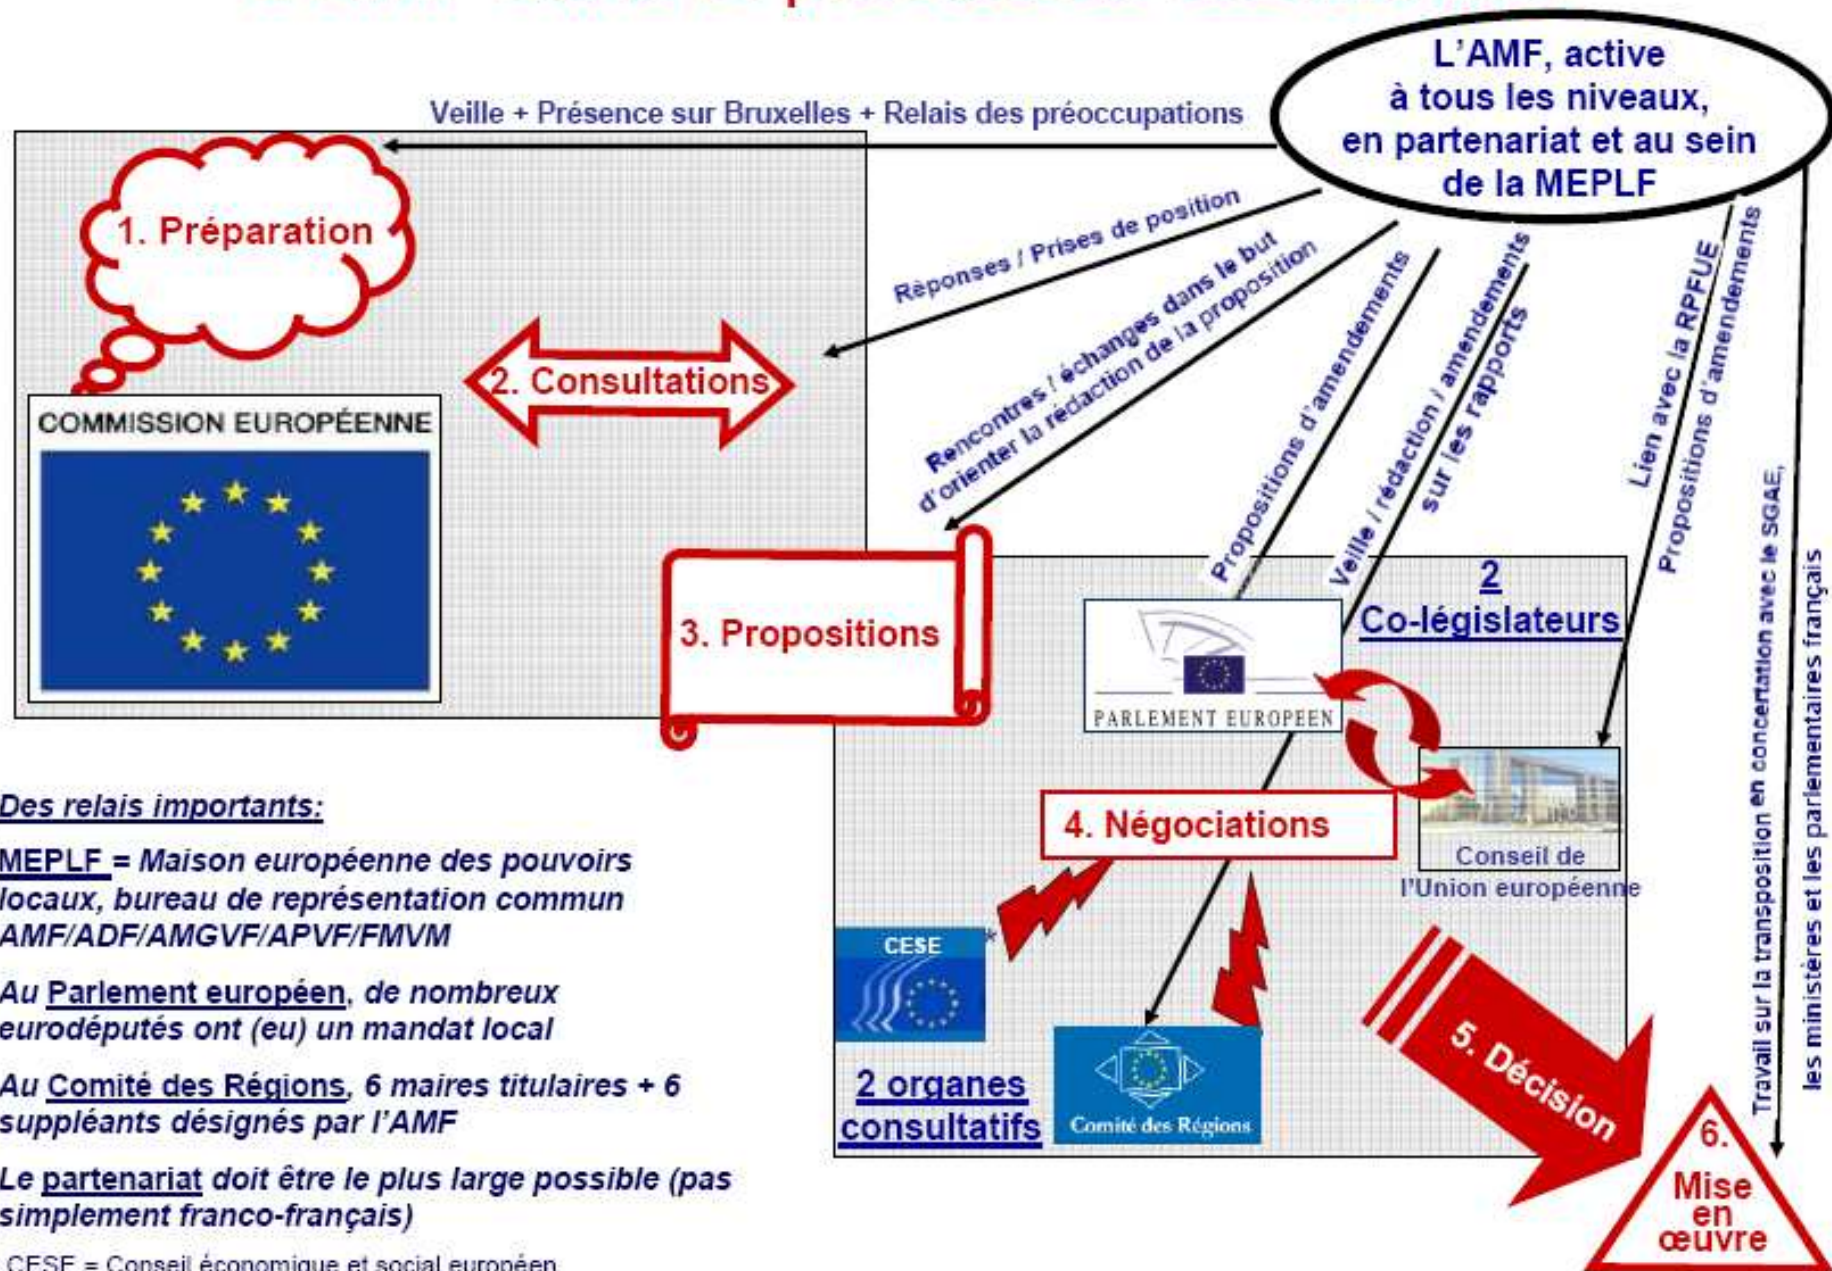 L'AMF, active
à tous les niveaux,
en partenariat et au sein
de la MEPLF
Veille + Présence sur Bruxelles + Relais des préoccupations
1. Préparation
Réponses / Prises de position
Rencontres / échanges dans le but
d'orienter la rédaction de la proposition
Propositions d'amendements
Veille / rédaction / amendements
sur les rapports
Lien avec la RPFUE
Propositions d'amendements
Travail sur la transposition en concertation avec le SGAE,
les ministères et les parlementaires français
2. Consultations
COMMISSION EUROPÉENNE
3. Propositions
2
Co-législateurs
PARLEMENT EUROPEEN
4. Négociations
Conseil de
l'Union européenne
CESE
*
2 organes
consultatifs
Comité des Régions
5. Décision
6.
Mise
en
œuvre
Des relais importants:
MEPLF = Maison européenne des pouvoirs
locaux, bureau de représentation commun
AMF/ADF/AMGVF/APVF/FMVM
Au Parlement européen, de nombreux
eurodéputés ont (eu) un mandat local
Au Comité des Régions, 6 maires titulaires + 6
suppléants désignés par l'AMF
Le partenariat doit être le plus large possible (pas
simplement franco-français)
CESE = Conseil économique et social européen